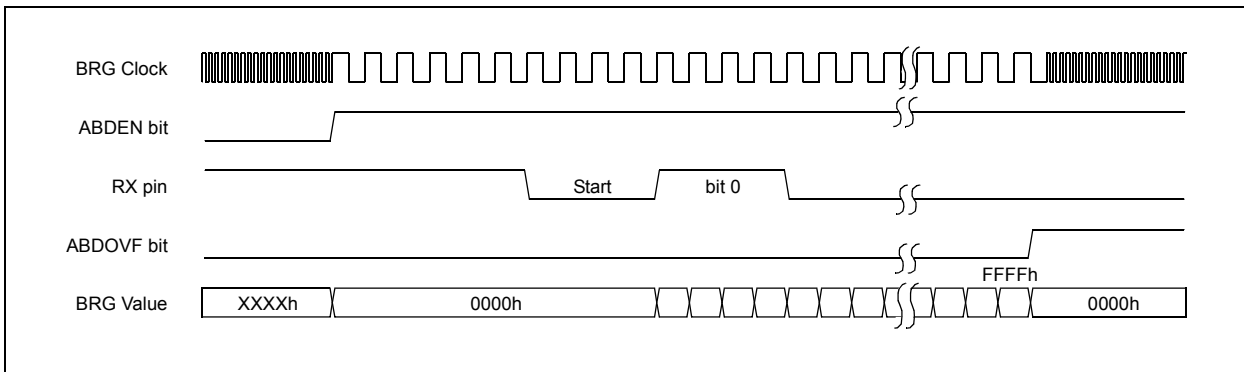 BRG Clock
ABDEN bit
RX pin
Start
bit 0
ABDOVF bit
FFFFh
BRG Value
XXXXh
0000h
0000h